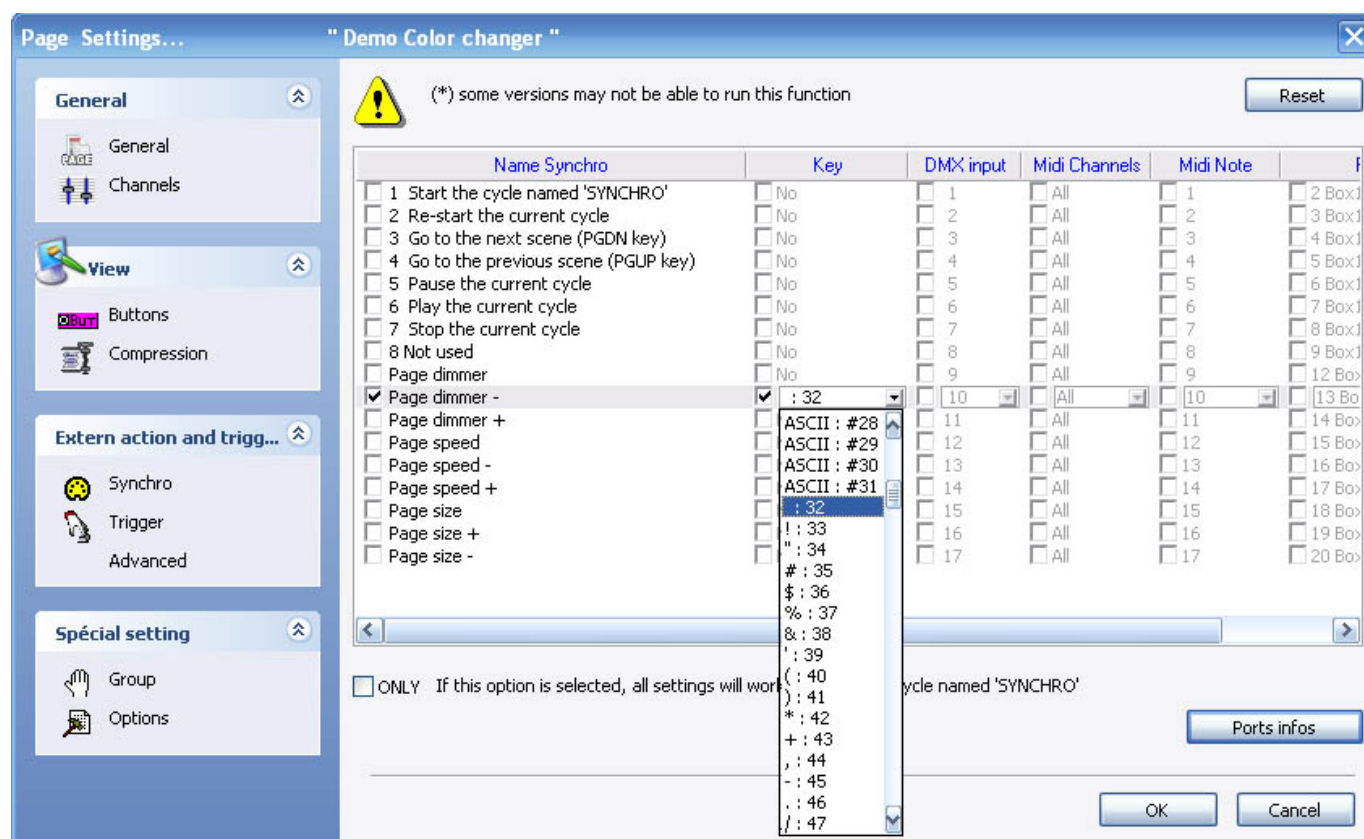 Page Settings... " Demo Color changer "
General
General
PAGE
Channels
View
Buttons
BUT
Compression
Extern action and trigg...
Synchro
Trigger
Advanced
Spécial setting
Group
Options
(*) some versions may not be able to run this function
Reset
Name Synchro Key DMX input Midi Channels Midi Note
1 Start the cycle named 'SYNCHRO' No 1 All 1 2 Box1
2 Re-start the current cycle No 2 All 2 3 Box1
3 Go to the next scene (PGDN key) No 3 All 3 4 Box1
4 Go to the previous scene (PGUP key) No 4 All 4 5 Box1
5 Pause the current cycle No 5 All 5 6 Box1
6 Play the current cycle No 6 All 6 7 Box1
7 Stop the current cycle No 7 All 7 8 Box1
8 Not used No 8 All 8 9 Box1
Page dimmer No 9 All 9 12 Box
Page dimmer - : 32 10 All 10 13 Bo
Page dimmer + 11 All 11 14 Box
Page speed 12 All 12 15 Box
Page speed - 13 All 13 16 Box
Page speed + 14 All 14 17 Box
Page size 15 All 15 18 Box
Page size + 16 All 16 19 Box
Page size - 17 All 17 20 Box
ASCII : #28
ASCII : #29
ASCII : #30
ASCII : #31
: 32
! : 33
" : 34
# : 35
$ : 36
% : 37
& : 38
' : 39
( : 40
) : 41
* : 42
+ : 43
, : 44
- : 45
. : 46
/ : 47
ONLY If this option is selected, all settings will wor ycle named 'SYNCHRO'
Ports infos
OK Cancel